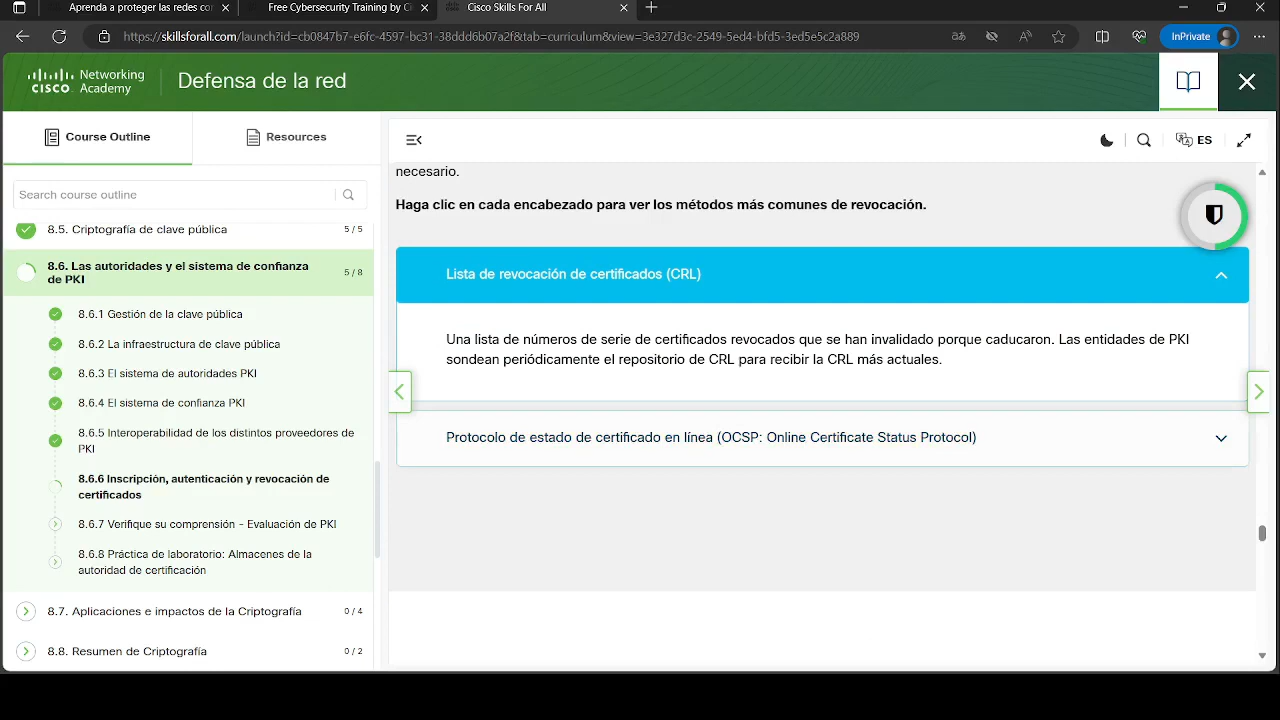 Aprenda a proteger las redes cor
Free Cybersecurity Training by Ci
Cisco Skills For All
https://skillsforall.com/launch?id=cb0847b7-e6fc-4597-bc31-38ddd6b07a2f&tab=curriculum&view=3e327d3c-2549-5ed4-bfd5-3ed5e5c2a889
InPrivate
CISCO Networking Academy
Defensa de la red
Course Outline
Resources
ES
Search course outline
8.5. Criptografía de clave pública 5 / 5
8.6. Las autoridades y el sistema de confianza
de PKI
5 / 8
8.6.1 Gestión de la clave pública
8.6.2 La infraestructura de clave pública
8.6.3 El sistema de autoridades PKI
8.6.4 El sistema de confianza PKI
8.6.5 Interoperabilidad de los distintos proveedores de
PKI
8.6.6 Inscripción, autenticación y revocación de
certificados
8.6.7 Verifique su comprensión - Evaluación de PKI
8.6.8 Práctica de laboratorio: Almacenes de la
autoridad de certificación
8.7. Aplicaciones e impactos de la Criptografía 0 / 4
8.8. Resumen de Criptografía 0 / 2
necesario.
Haga clic en cada encabezado para ver los métodos más comunes de revocación.
Lista de revocación de certificados (CRL)
Una lista de números de serie de certificados revocados que se han invalidado porque caducaron. Las entidades de PKI
sondean periódicamente el repositorio de CRL para recibir la CRL más actuales.
Protocolo de estado de certificado en línea (OCSP: Online Certificate Status Protocol)